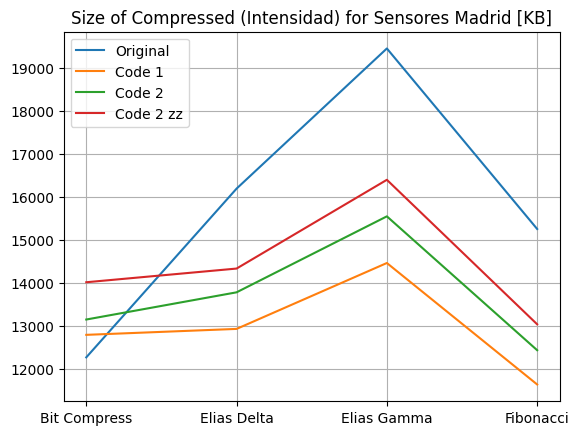 Size of Compressed (Intensidad) for Sensores Madrid [KB]
Original
Code 1
Code 2
Code 2 zz
19000
18000
17000
16000
15000
14000
13000
12000
Bit Compress Elias Delta Elias Gamma Fibonacci